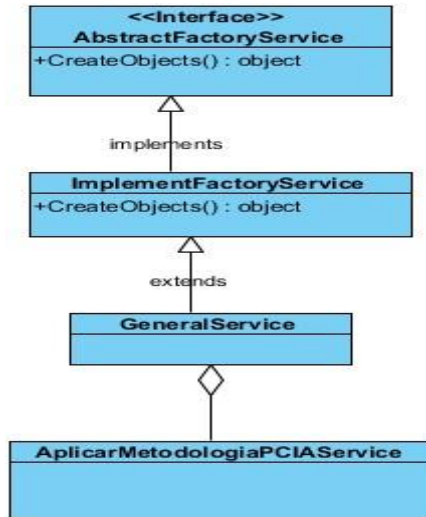 <<Interface>>
AbstractFactoryService
+CreateObjects() : object
implements
ImplementFactoryService
+CreateObjects() : object
extends
GeneralService
AplicarMetodologiaPCIAService